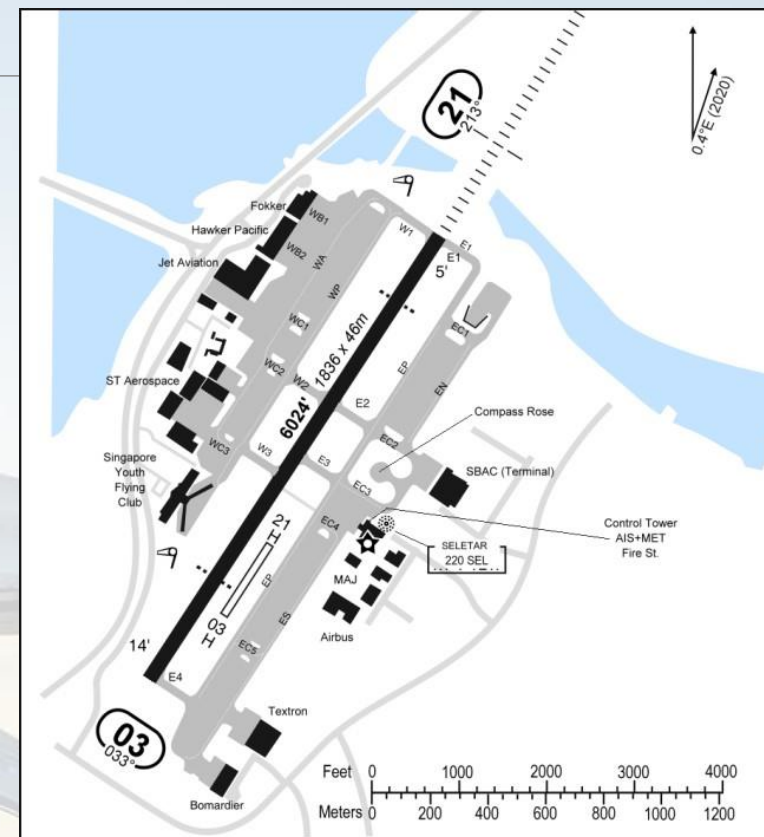 21
213°
0.4°E (2020)
Fokker
Hawker Pacific
Jet Aviation
WB1
WB2
WA
WP
W1
E1
E1
5'
WC1
WC2
W2
EC1
6024' 1836 x 46m
EP
EN
ST Aerospace
E2
Compass Rose
Singapore
Youth
Flying
Club
WC3
W3
E3
EC2
EC3
SBAC (Terminal)
21
H
EC4
Control Tower
AIS+MET
Fire St.
SELETAR
220 SEL
EP
MAJ
03
H
ES
Airbus
14'
EC5
E4
Textron
03
033°
Bomardier
Feet 0 1000 2000 3000 4000
Meters 0 200 400 600 800 1000 1200